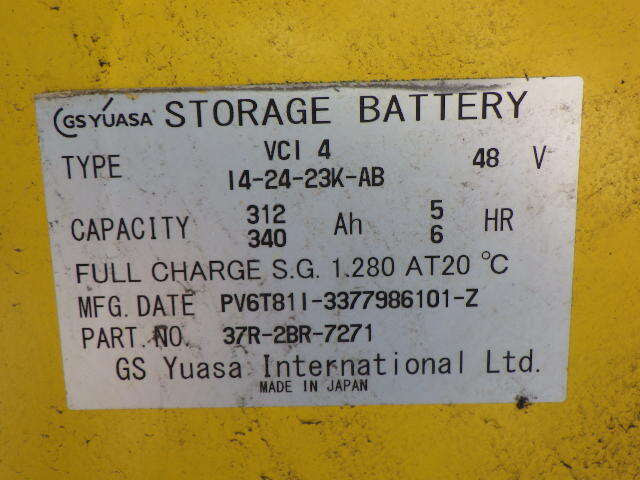 GS YUASA STORAGE BATTERY
TYPE VCI 4 48 V
14-24-23K-AB
CAPACITY 312 Ah 5 HR
340 6
FULL CHARGE S.G. 1.280 AT 20 ℃
MFG. DATE PV6T811-3377986101-Z
PART. NO. 37R-2BR-7271
GS Yuasa International Ltd.
MADE IN JAPAN